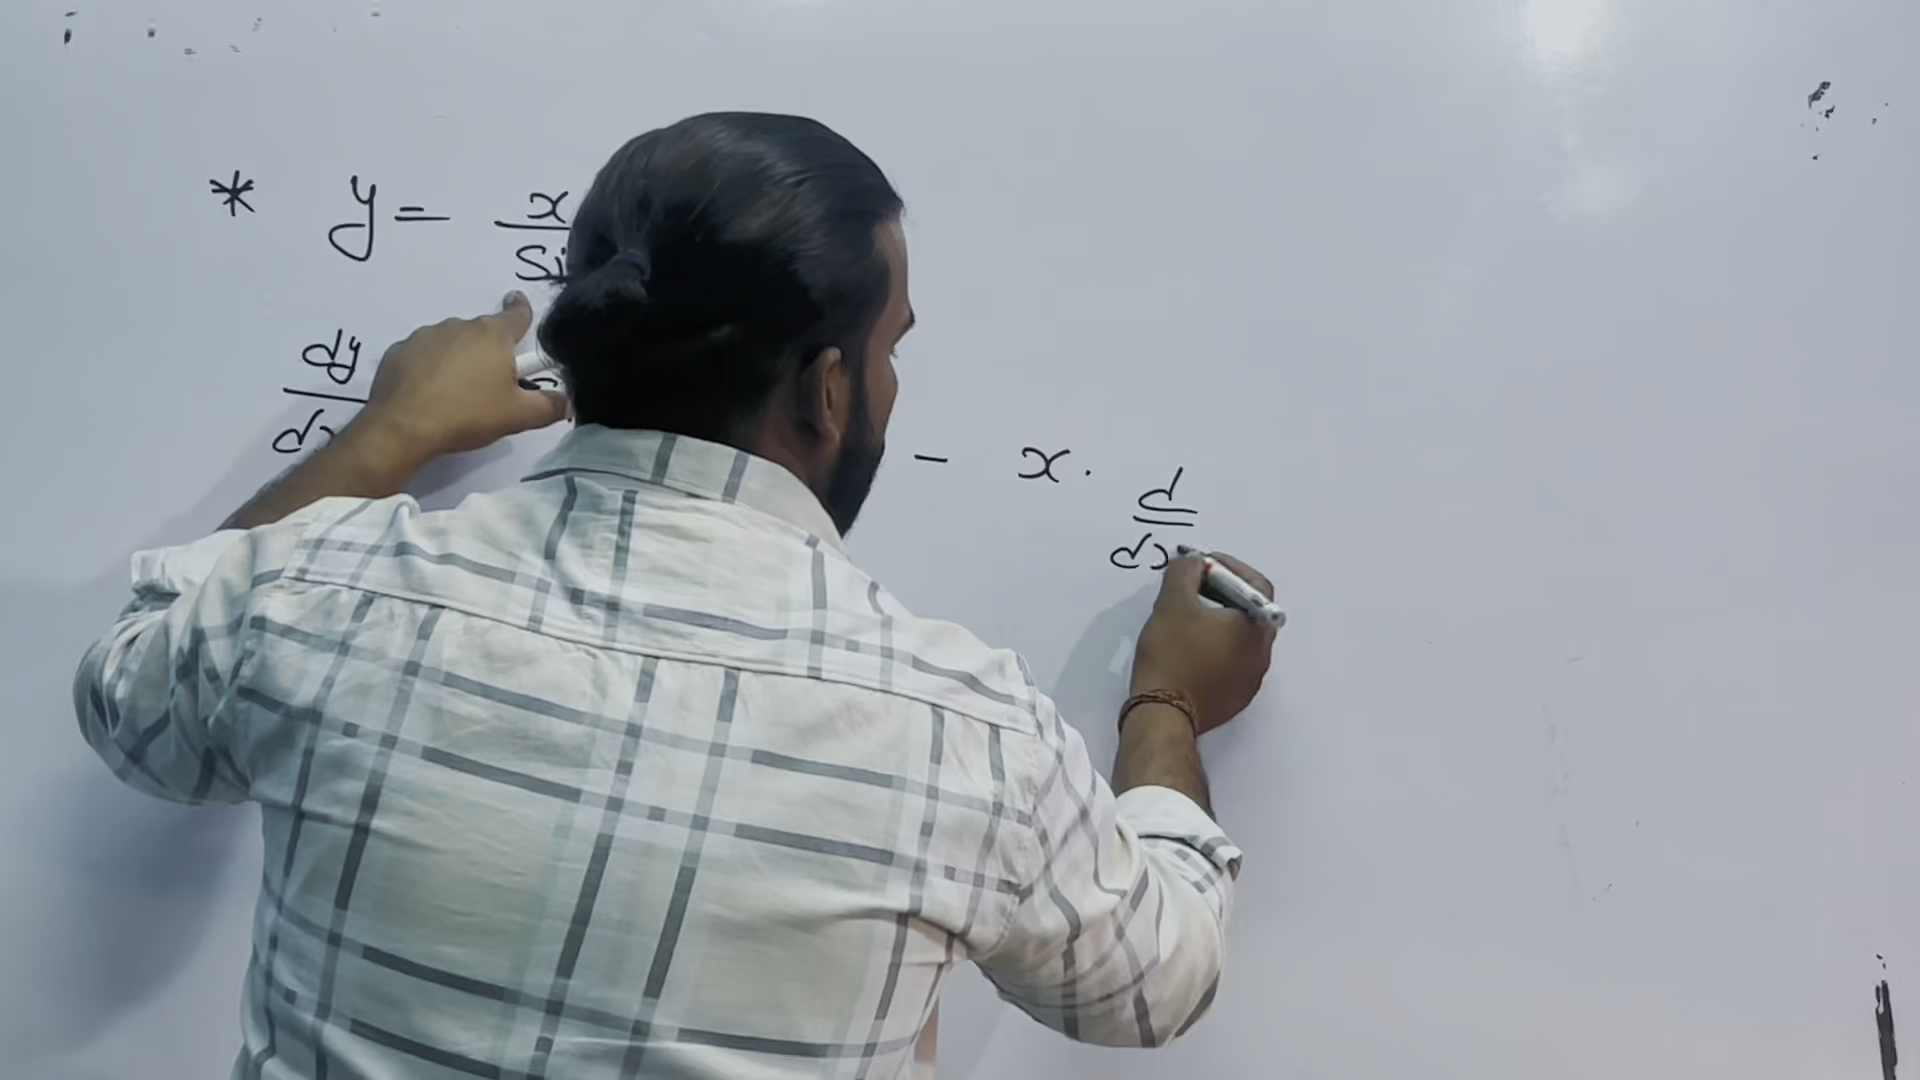 * y = x
Si
dy
dx
- x. d
dx